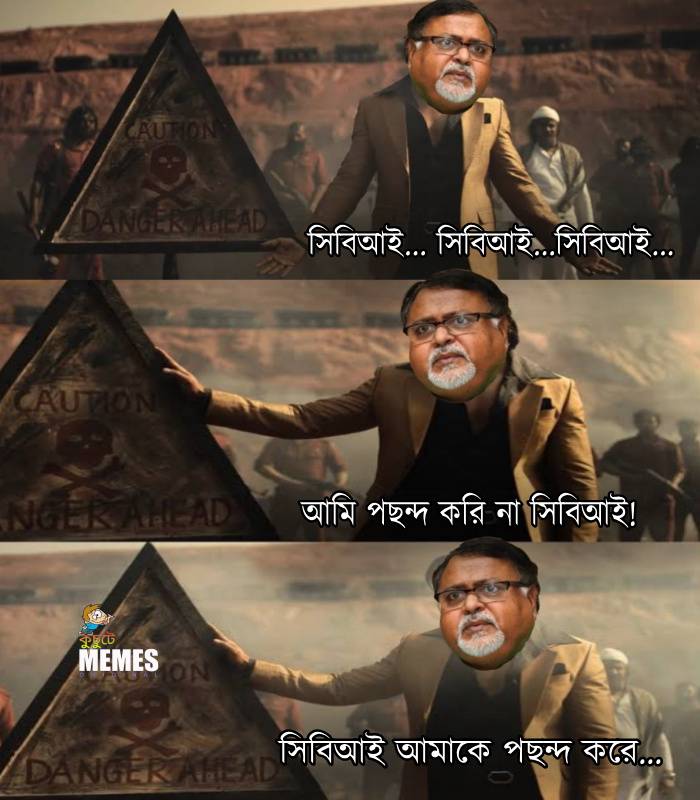 CAUTION
DANGER AHEAD
সিবিআই... সিবিআই...সিবিআই...
CAUTION
NGER AHEAD
আমি পছন্দ করি না সিবিআই!
কুচুটে
MEMES
ION
DANGER AHEAD
সিবিআই আমাকে পছন্দ করে...